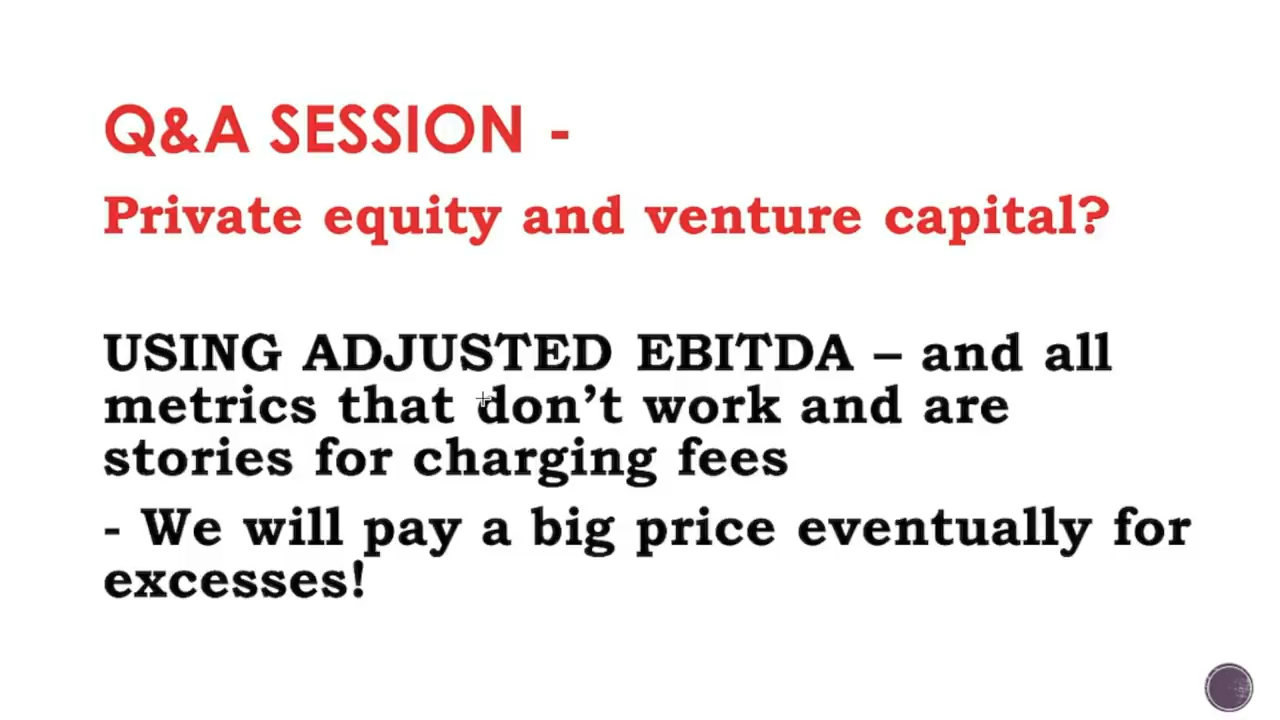 Q&A SESSION -
Private equity and venture capital?
USING ADJUSTED EBITDA – and all
metrics that don’t work and are
stories for charging fees
- We will pay a big price eventually for
excesses!